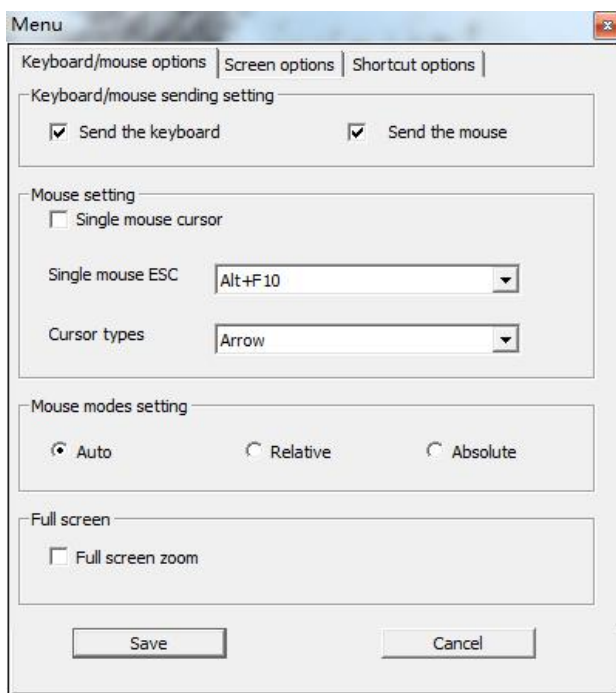 Menu
Keyboard/mouse options Screen options Shortcut options
Keyboard/mouse sending setting
Send the keyboard Send the mouse
Mouse setting
Single mouse cursor
Single mouse ESC Alt+F10
Cursor types Arrow
Mouse modes setting
Auto Relative Absolute
Full screen
Full screen zoom
Save Cancel